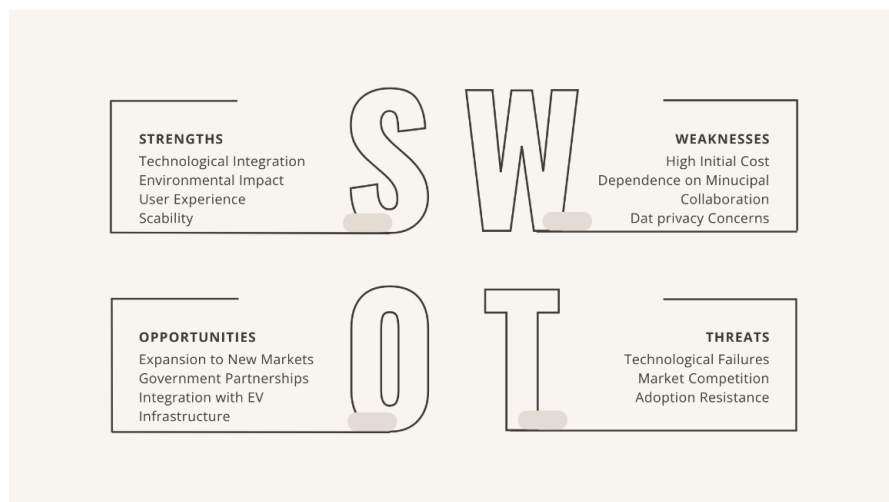 S
STRENGTHS
Technological Integration
Environmental Impact
User Experience
Scability
W
WEAKNESSES
High Initial Cost
Dependence on Minucipal
Collaboration
Dat privacy Concerns
O
OPPORTUNITIES
Expansion to New Markets
Government Partnerships
Integration with EV
Infrastructure
T
THREATS
Technological Failures
Market Competition
Adoption Resistance